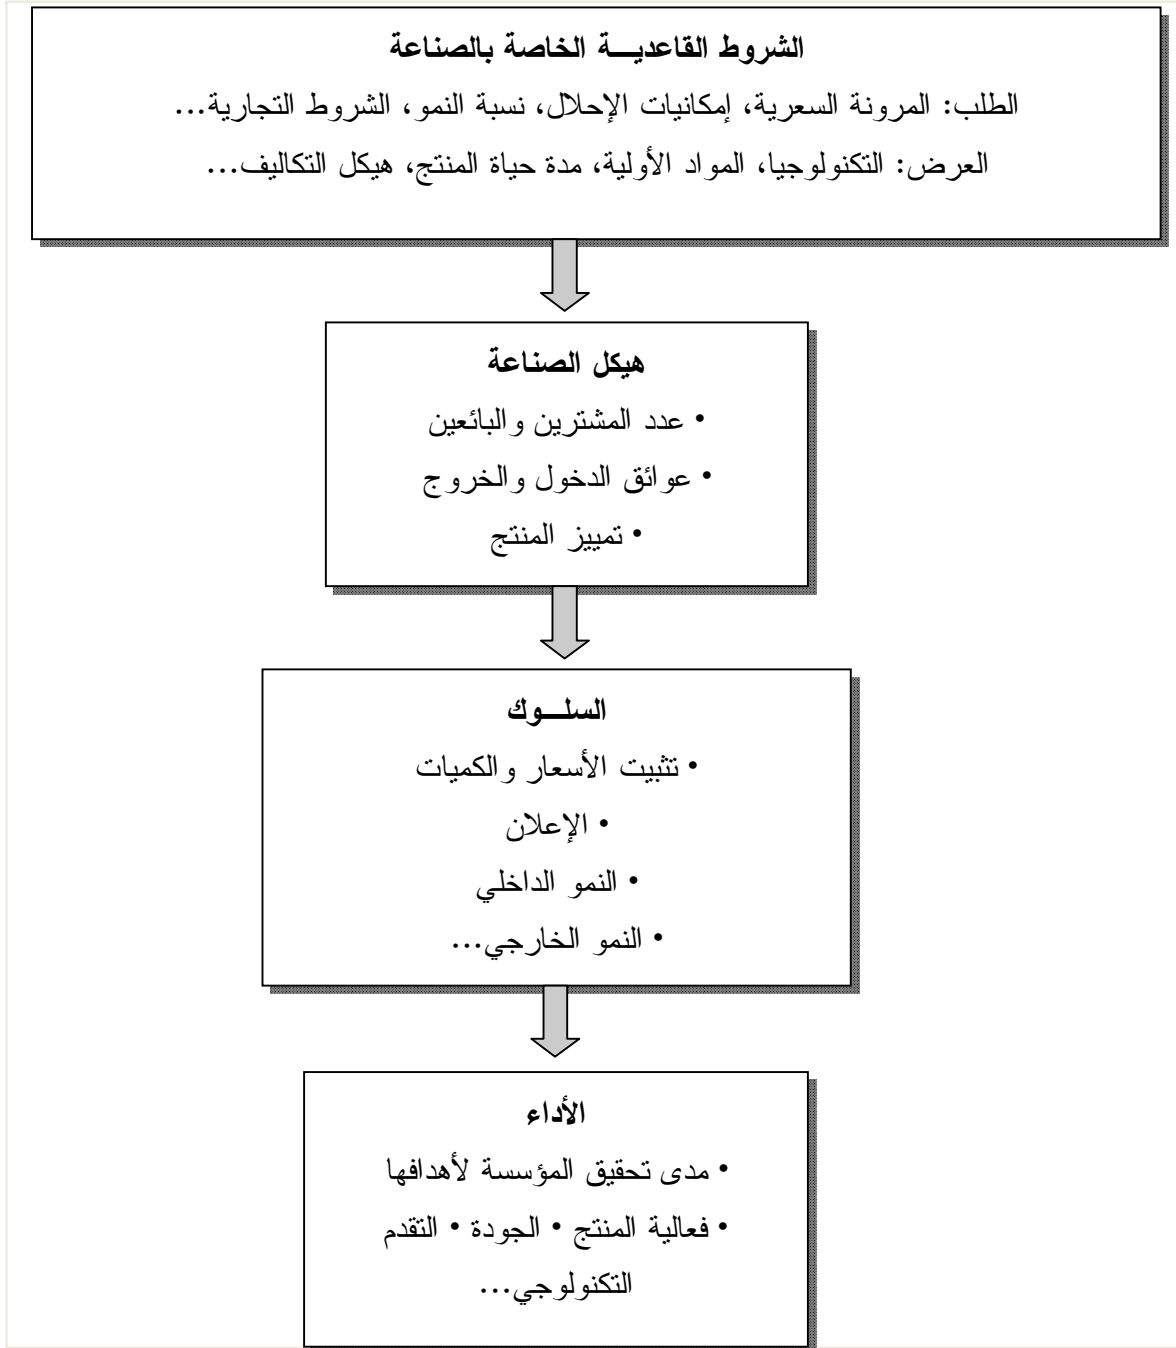 الشروط القاعديـــة الخاصة بالصناعة
الطلب: المرونة السعرية، إمكانيات الإحلال، نسبة النمو، الشروط التجارية...
العرض: التكنولوجيا، المواد الأولية، مدة حياة المنتج، هيكل التكاليف...
هيكل الصناعة
• عدد المشترين والبائعين
• عوائق الدخول والخروج
• تمييز المنتج
السلـــوك
• تثبيت الأسعار والكميات
• الإعلان
• النمو الداخلي
• النمو الخارجي...
الأداء
• مدى تحقيق المؤسسة لأهدافها
• فعالية المنتج • الجودة • التقدم
التكنولوجي...